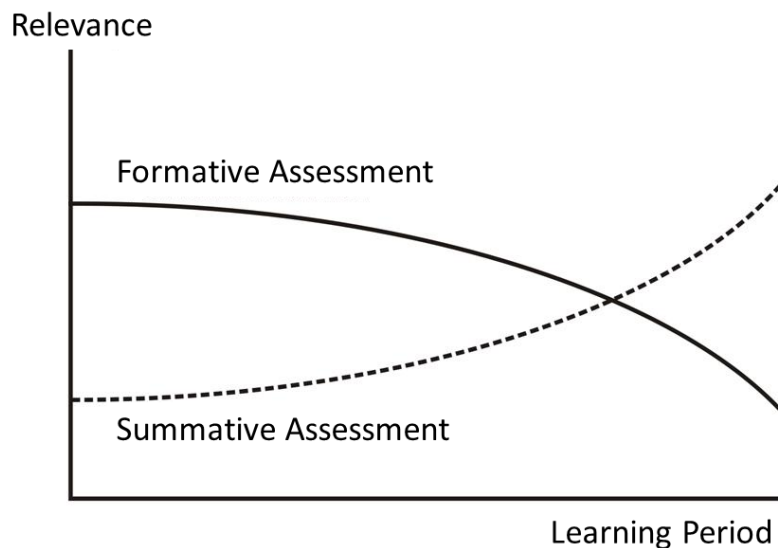 Relevance
Formative Assessment
Summative Assessment
Learning Period